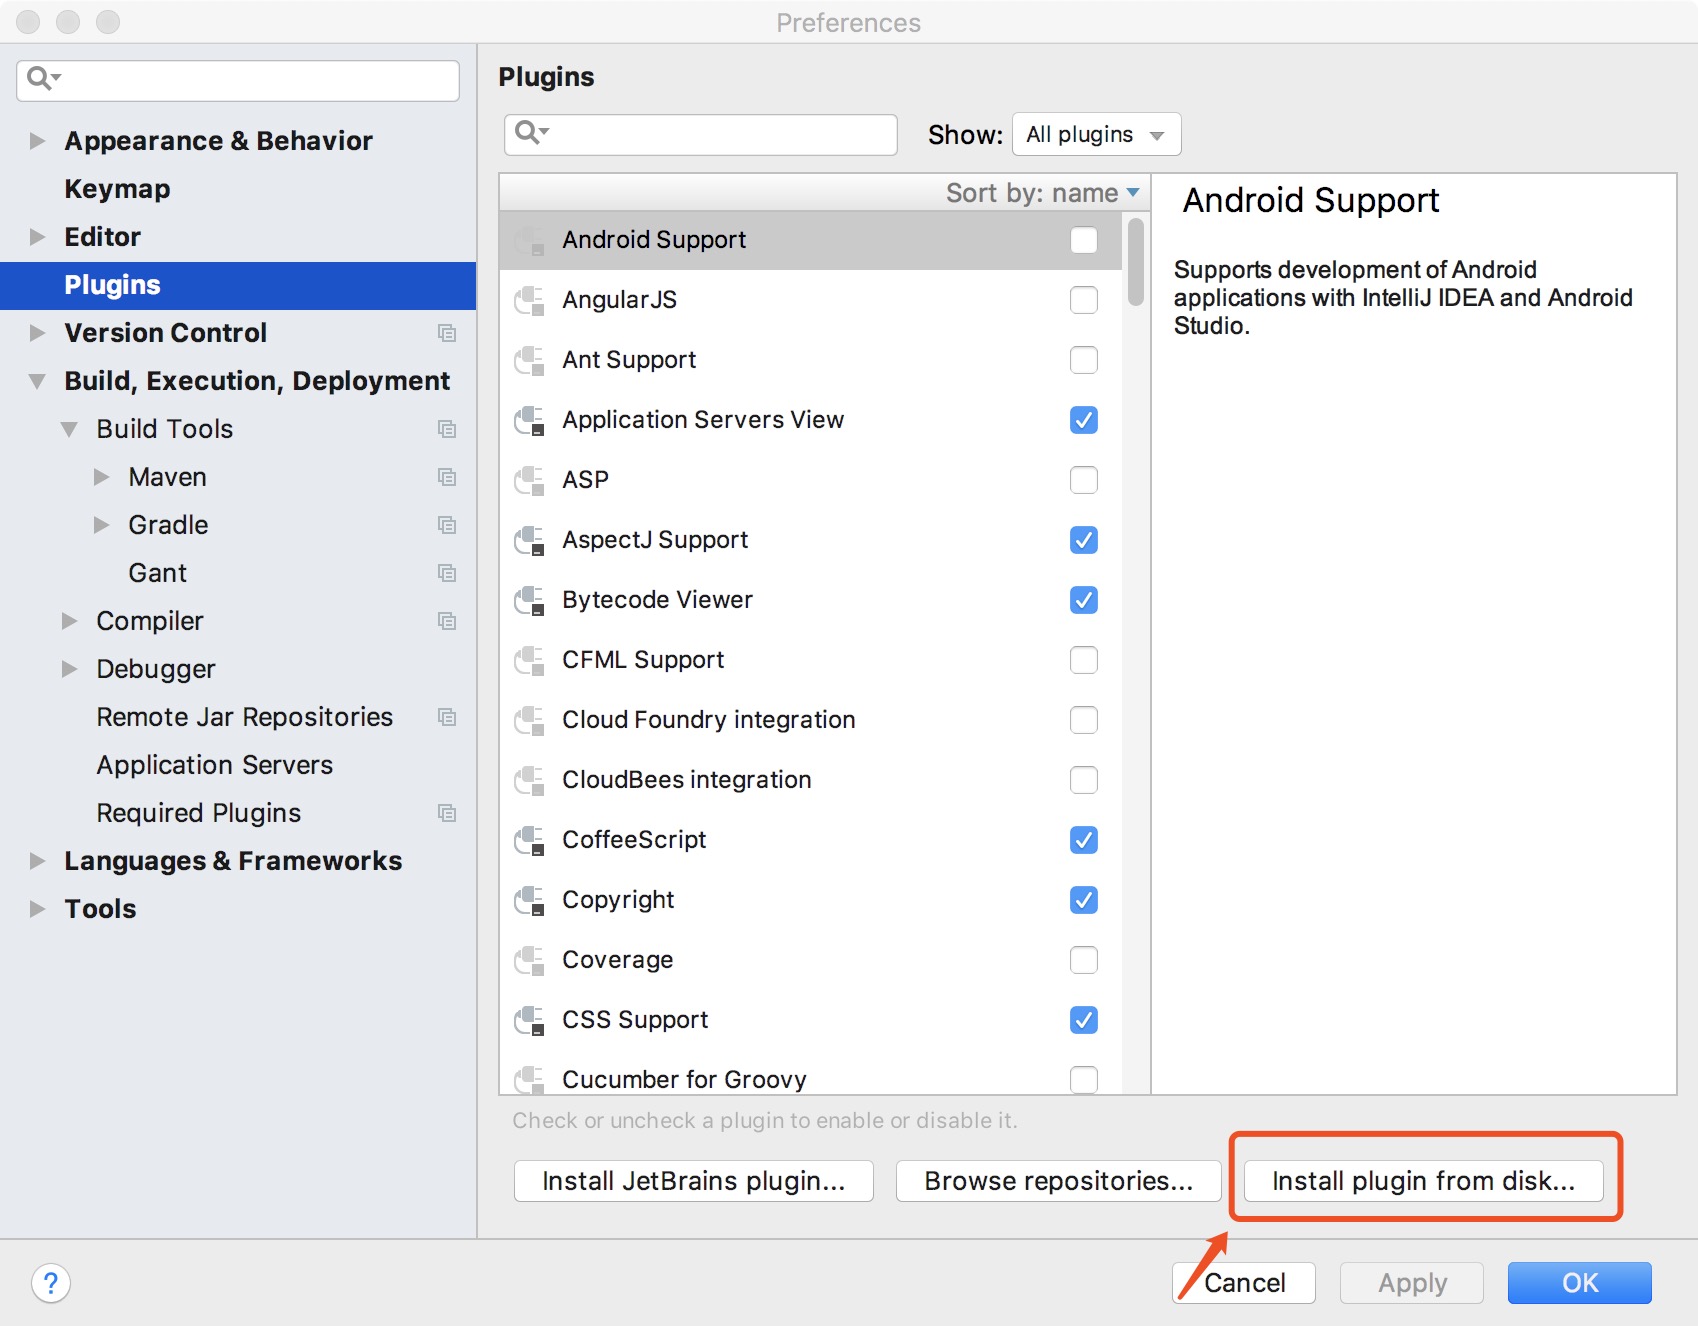 Preferences
Appearance & Behavior
Keymap
Editor
Plugins
Version Control
Build, Execution, Deployment
Build Tools
Maven
Gradle
Gant
Compiler
Debugger
Remote Jar Repositories
Application Servers
Required Plugins
Languages & Frameworks
Tools
Plugins
Show: All plugins
Sort by: name
Android Support
AngularJS
Ant Support
Application Servers View
ASP
AspectJ Support
Bytecode Viewer
CFML Support
Cloud Foundry integration
CloudBees integration
CoffeeScript
Copyright
Coverage
CSS Support
Cucumber for Groovy
Android Support
Supports development of Android
applications with IntelliJ IDEA and Android
Studio.
Check or uncheck a plugin to enable or disable it.
Install JetBrains plugin...
Browse repositories...
Install plugin from disk...
?
Cancel
Apply
OK